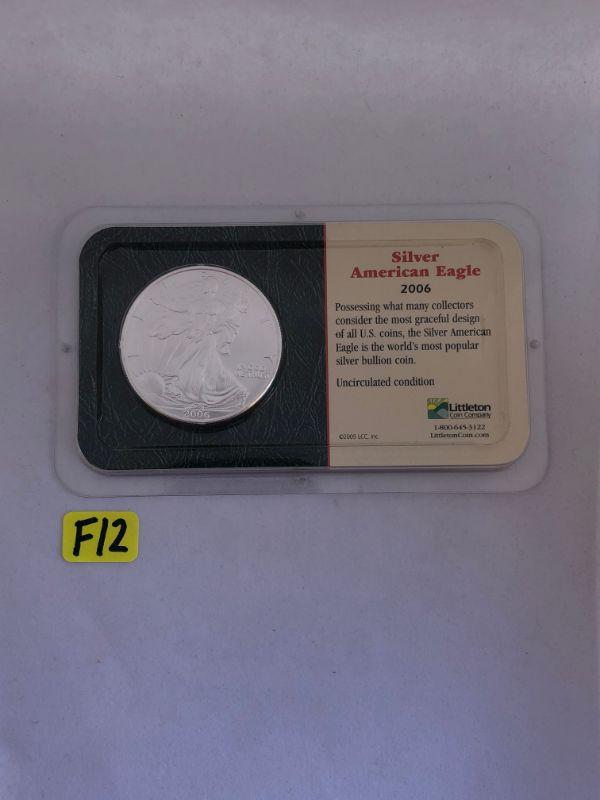 Silver
American Eagle
2006
Possessing what many collectors
consider the most graceful design
of all U.S. coins, the Silver American
Eagle is the world's most popular
silver bullion coin.
Uncirculated condition
Littleton
Coin Company
1-800-645-3122
LittletonCoin.com
©2005 LCC, Inc.
2006
F12